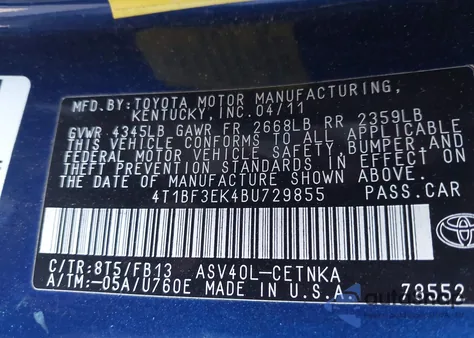 MFD.BY:TOYOTA MOTOR MANUFACTURING,
KENTUCKY,INC.04/11
GVWR 4345LB GAWR FR 2668LB RR 2359LB
THIS VEHICLE CONFORMS TO ALL APPLICABLE
FEDERAL MOTOR VEHICLE SAFETY,BUMPER,AND
THEFT PREVENTION STANDARDS IN EFFECT ON
THE DATE OF MANUFACTURE SHOWN ABOVE.
4T1BF3EK4BU729855 PASS.CAR
C/TR:8T5/FB13 ASV40L-CETNKA
A/TM:-05A/U760E MADE IN U.S.A. 78552
TOYOTA